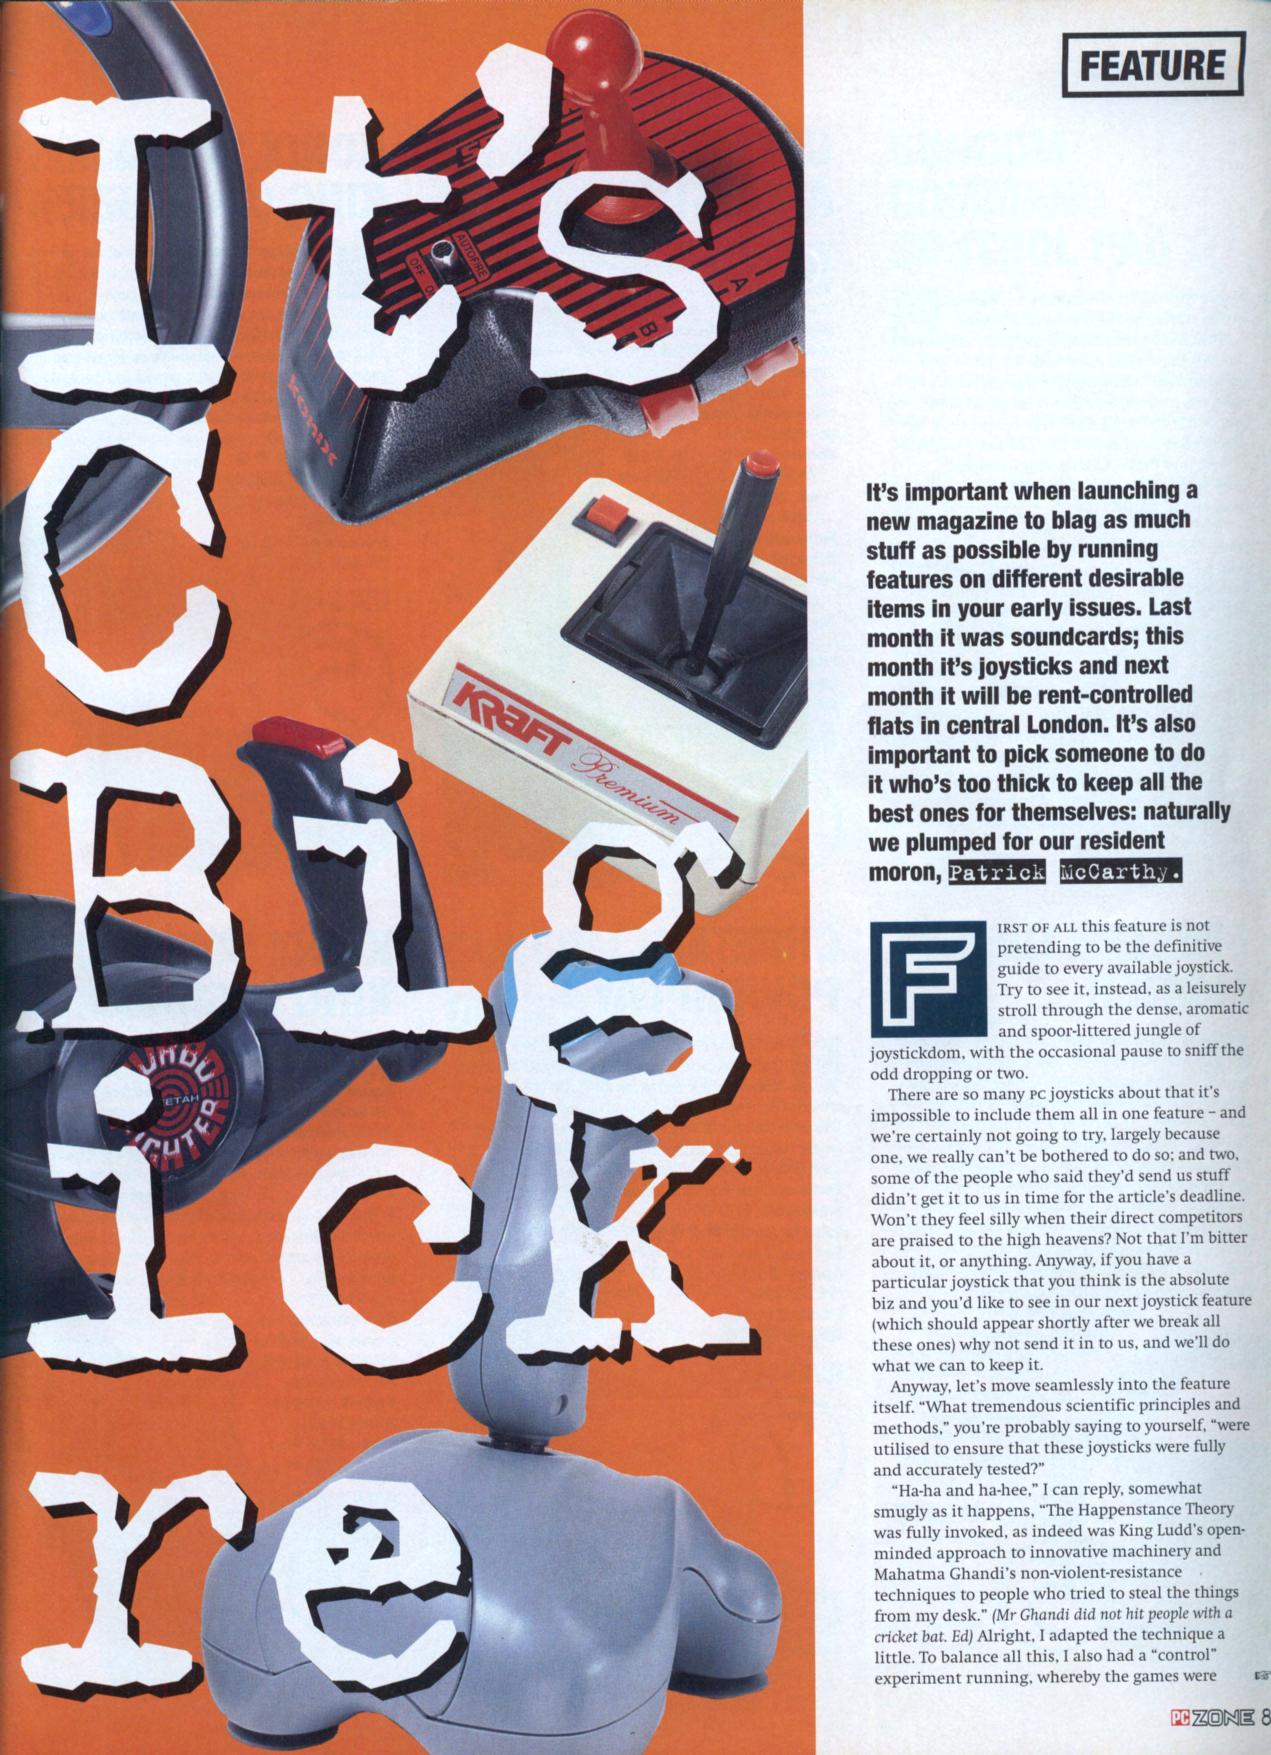 FEATURE
It's
C
Big
ick
re
AUTOFIRE
OFF
A
B
KONIX
KRAFT
Premium
TURBO
FIGHTER
It's important when launching a
new magazine to blag as much
stuff as possible by running
features on different desirable
items in your early issues. Last
month it was soundcards; this
month it's joysticks and next
month it will be rent-controlled
flats in central London. It's also
important to pick someone to do
it who's too thick to keep all the
best ones for themselves: naturally
we plumped for our resident
moron, Patrick McCarthy.
FIRST OF ALL this feature is not
pretending to be the definitive
guide to every available joystick.
Try to see it, instead, as a leisurely
stroll through the dense, aromatic
and spoor-littered jungle of
joystickdom, with the occasional pause to sniff the
odd dropping or two.
There are so many PC joysticks about that it's
impossible to include them all in one feature – and
we're certainly not going to try, largely because
one, we really can't be bothered to do so; and two,
some of the people who said they'd send us stuff
didn't get it to us in time for the article's deadline.
Won't they feel silly when their direct competitors
are praised to the high heavens? Not that I'm bitter
about it, or anything. Anyway, if you have a
particular joystick that you think is the absolute
biz and you'd like to see in our next joystick feature
(which should appear shortly after we break all
these ones) why not send it in to us, and we'll do
what we can to keep it.
Anyway, let's move seamlessly into the feature
itself. “What tremendous scientific principles and
methods,” you're probably saying to yourself, “were
utilised to ensure that these joysticks were fully
and accurately tested?”
“Ha-ha and ha-hee,” I can reply, somewhat
smugly as it happens, “The Happenstance Theory
was fully invoked, as indeed was King Ludd's open-
minded approach to innovative machinery and
Mahatma Ghandi's non-violent-resistance
techniques to people who tried to steal the things
from my desk.” (Mr Ghandi did not hit people with a
cricket bat. Ed) Alright, I adapted the technique a
little. To balance all this, I also had a “control”
experiment running, whereby the games were
PC ZONE 8